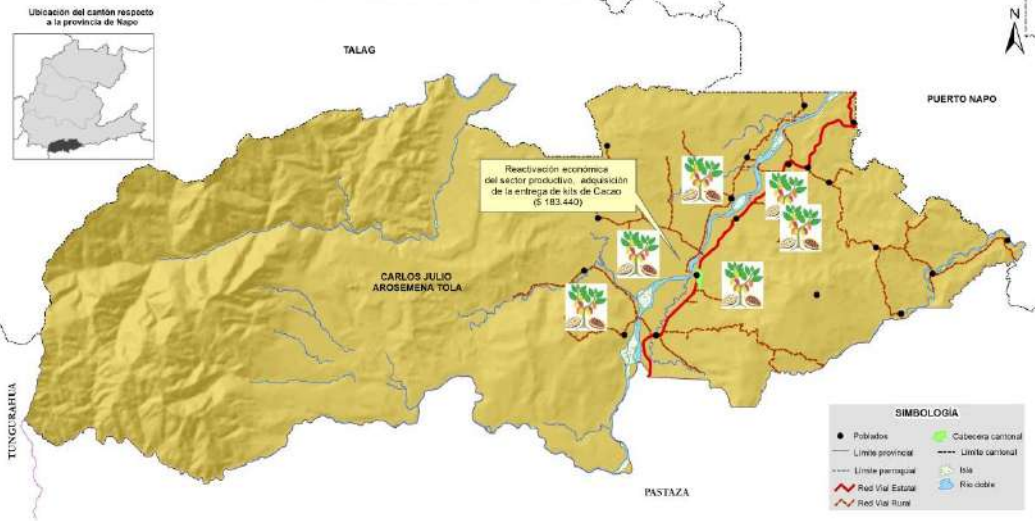 Ubicación del cantón respecto
a la provincia de Napo
N
TALAG
PUERTO NAPO
Reactivación económica
del sector productivo, adquisición
de la entrega de kits de Cacao
($ 183.440)
CARLOS JULIO
AROSEMENA TOLA
TUNGURAHUA
PASTAZA
SIMBOLOGÍA
Poblados
Límite provincial
Límite parroquial
Red Vial Estatal
Red Vial Rural
Cabecera cantonal
Límite cantonal
Isla
Río doble